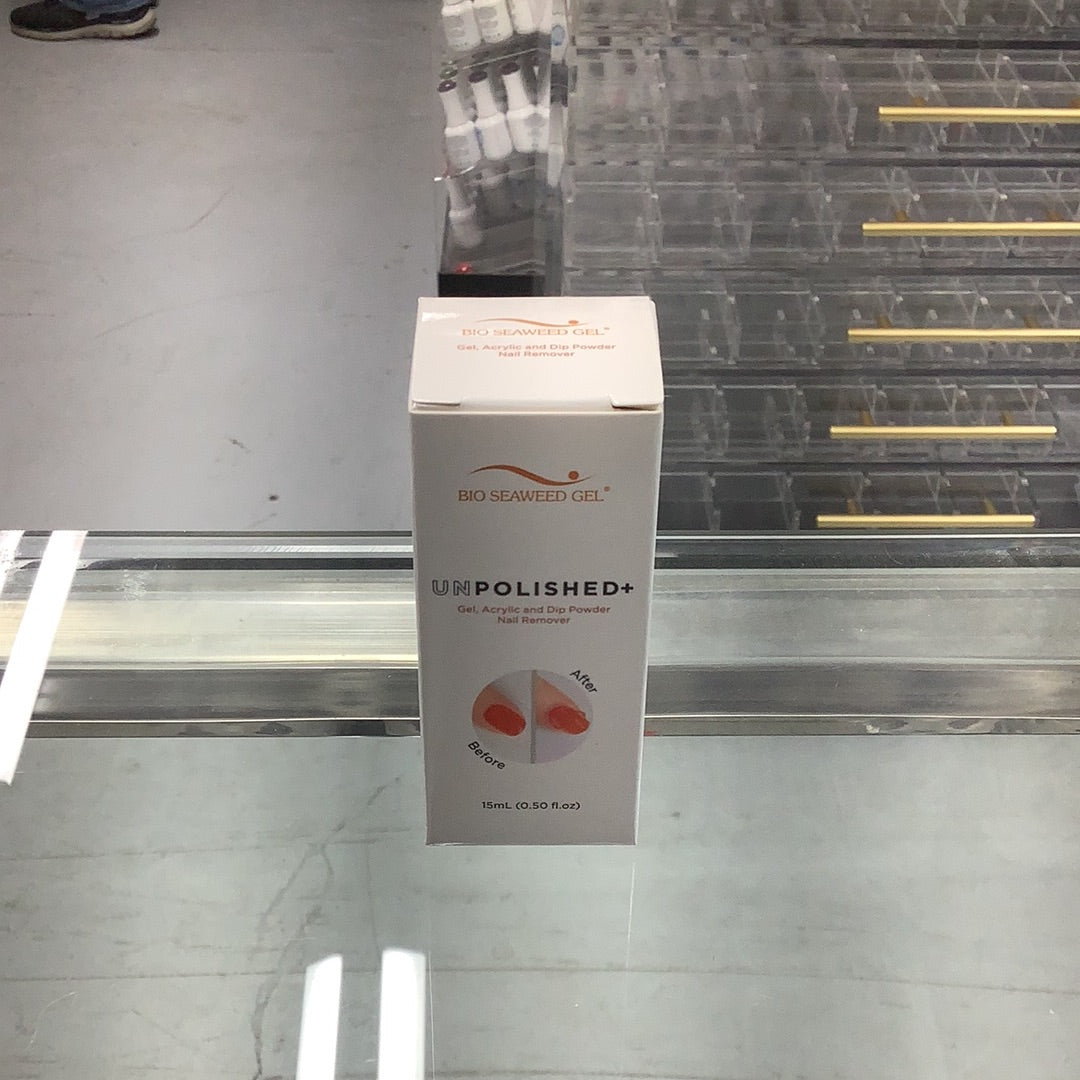 BIO SEAWEED GEL®
Gel, Acrylic and Dip Powder
Nail Remover
BIO SEAWEED GEL®
UNPOLISHED+
Gel, Acrylic and Dip Powder
Nail Remover
After
Before
15mL (0.50 fl.oz)